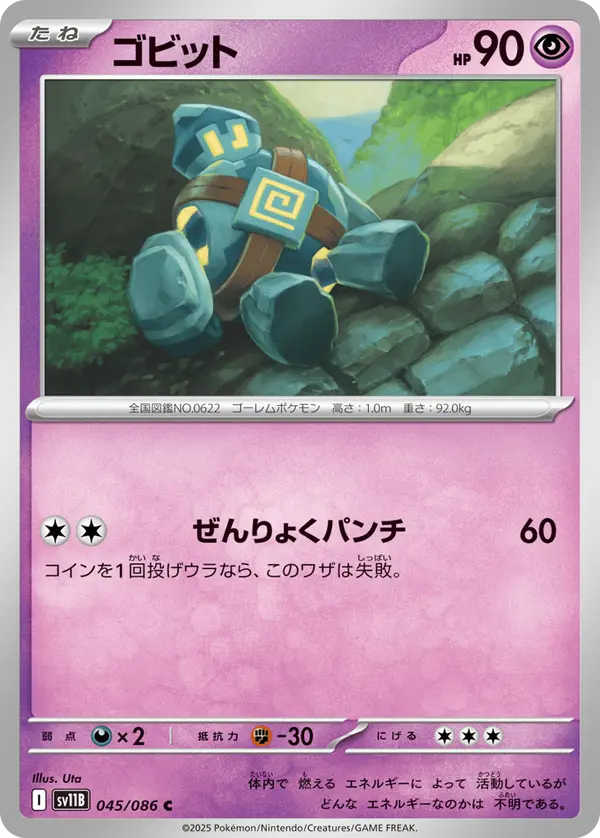 たね ゴビット HP 90
全国図鑑NO.0622 ゴーレムポケモン 高さ：1.0m 重さ：92.0kg
ぜんりょくパンチ 60
コインを1回投げウラなら、このワザは失敗。
弱点 ×2 抵抗力 -30 にげる
Illus. Uta
体内で 燃える エネルギーに よって 活動しているが
どんな エネルギーなのかは 不明である。
I sv11B 045/086 C
©2025 Pokémon/Nintendo/Creatures/GAME FREAK.